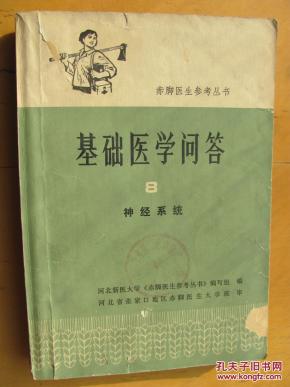 赤脚医生参考丛书
基础医学问答
8
神经系统
河北新医大学《赤脚医生参考丛书》编写组 编
河北省张家口地区赤脚医生大学 审
孔夫子旧书网